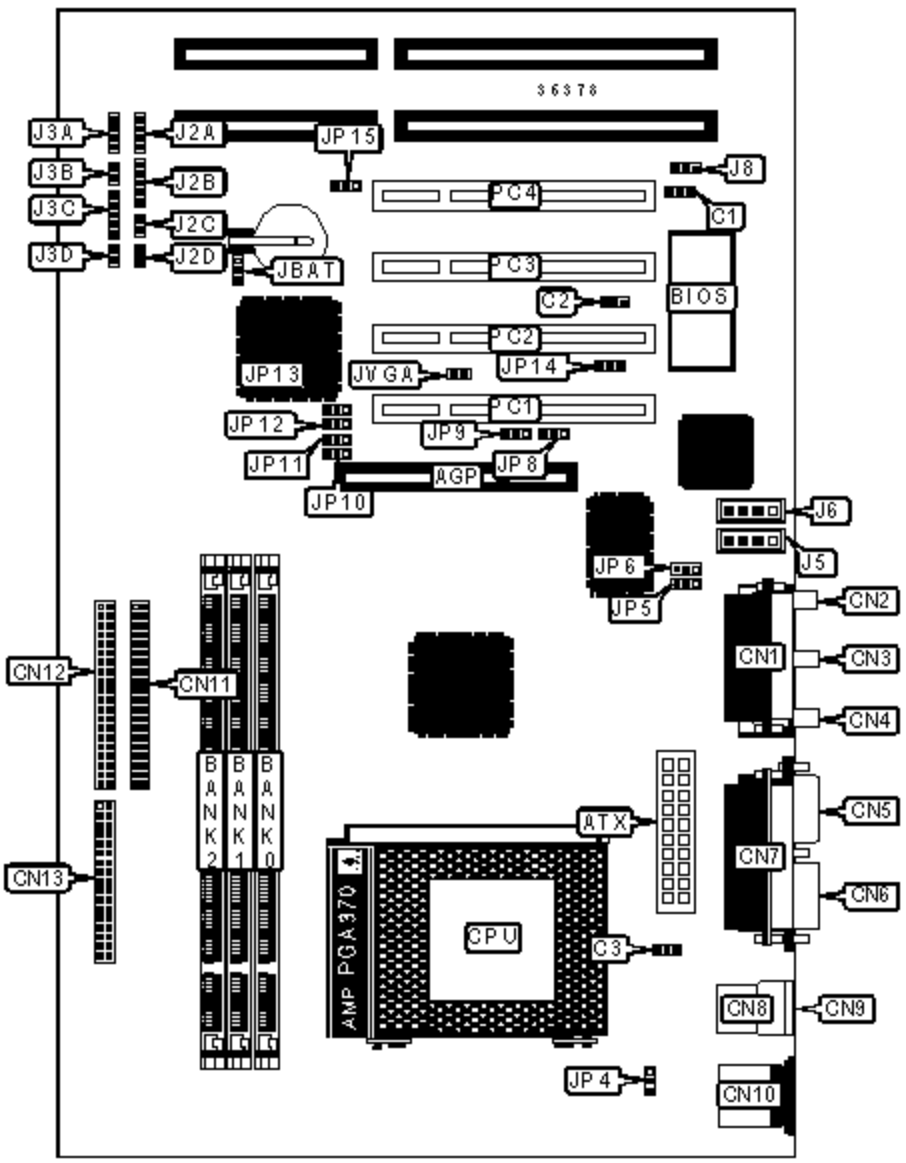 36378
J3A
J2A
JP15
J3B
J2B
J8
J3C
PC4
C1
J2C
J3D
J2D
JBAT
PC3
C2
BIOS
PC2
JP14
JP13
JVGA
PC1
JP12
JP9
JP11
JP8
AGP
JP10
J6
JP6
J5
JP5
CN2
CN1
CN3
CN12
CN11
CN4
BANK2
BANK1
BANK0
ATX
CN5
CN7
CN13
CN6
AMP PGA370
CPU
C3
CN8
CN9
JP4
CN10